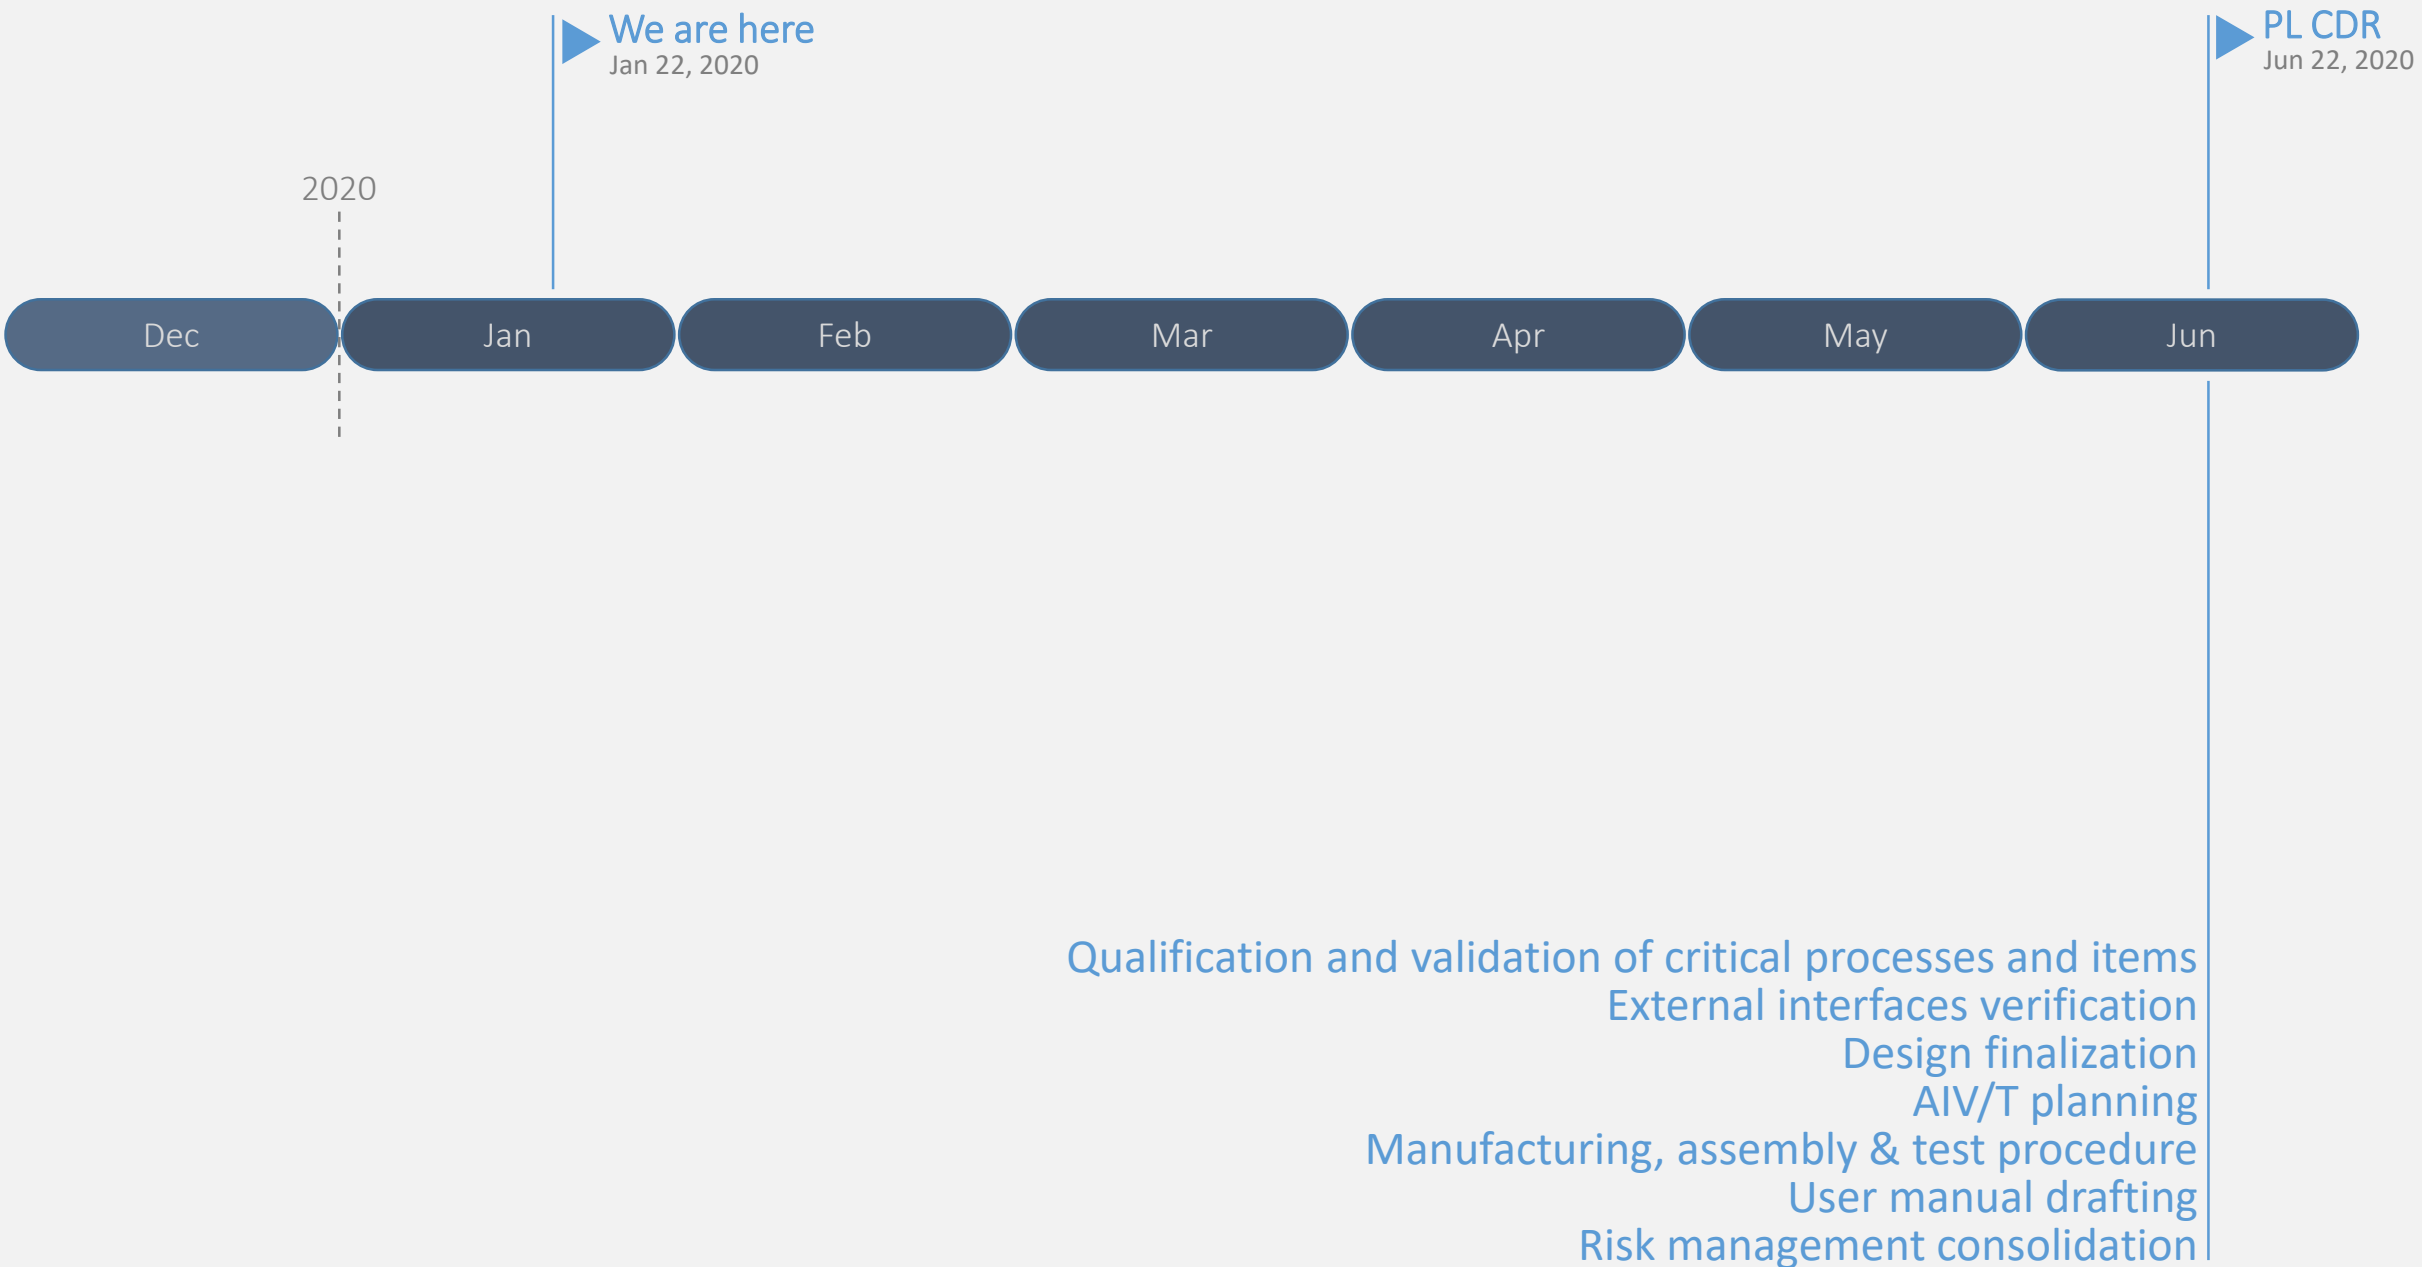 We are here
Jan 22, 2020
PL CDR
Jun 22, 2020
2020
Dec
Jan
Feb
Mar
Apr
May
Jun
Qualification and validation of critical processes and items
External interfaces verification
Design finalization
AIV/T planning
Manufacturing, assembly & test procedure
User manual drafting
Risk management consolidation